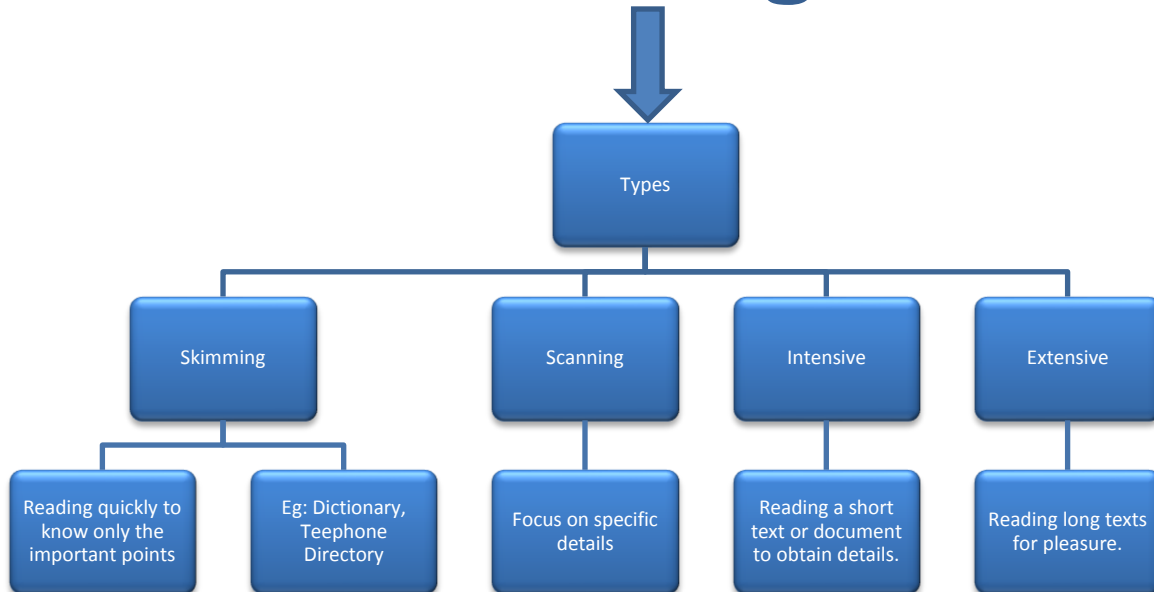 Types
Skimming
Scanning
Intensive
Extensive
Reading quickly to
know only the
important points
Eg: Dictionary,
Teephone
Directory
Focus on specific
details
Reading a short
text or document
to obtain details.
Reading long texts
for pleasure.